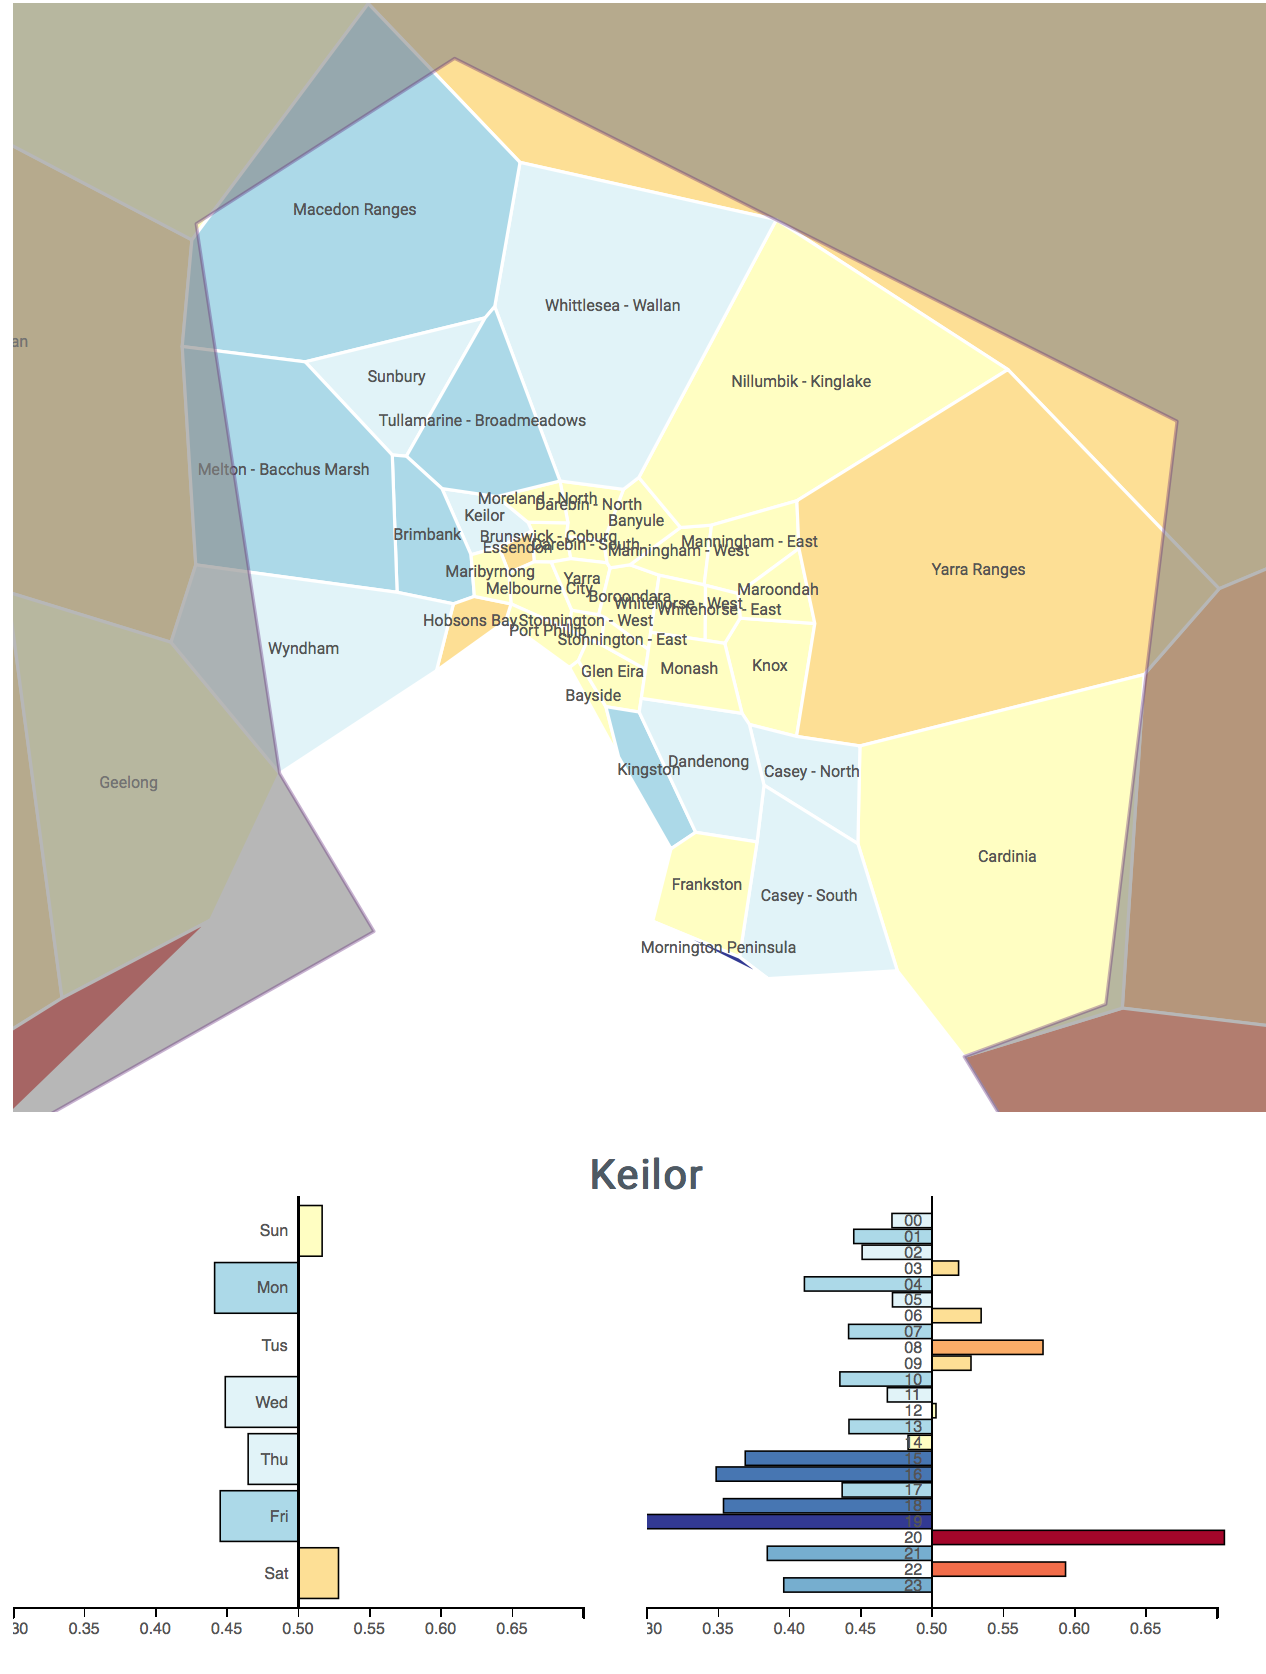 Macedon Ranges
Whittlesea - Wallan
an
Sunbury
Nillumbik - Kinglake
Tullamarine - Broadmeadows
Melton - Bacchus Marsh
Moreland - North
Darebin - North
Keilor
Banyule
Brimbank
Brunswick - Coburg
Manningham - East
Essendon
Darebin - South
Manningham - West
Maribyrnong
Yarra Ranges
Yarra
Melbourne City
Maroondah
Boroondara
Whitehorse - West
Whitehorse - East
Hobsons Bay
Stonnington - West
Port Phillip
Stonnington - East
Wyndham
Glen Eira
Monash
Knox
Bayside
Dandenong
Kingston
Casey - North
Geelong
Cardinia
Frankston
Casey - South
Mornington Peninsula
Keilor
Sun
Mon
Tus
Wed
Thu
Fri
Sat
30 0.35 0.40 0.45 0.50 0.55 0.60 0.65
00
01
02
03
04
05
06
07
08
09
10
11
12
13
14
15
16
17
18
19
20
21
22
23
30 0.35 0.40 0.45 0.50 0.55 0.60 0.65